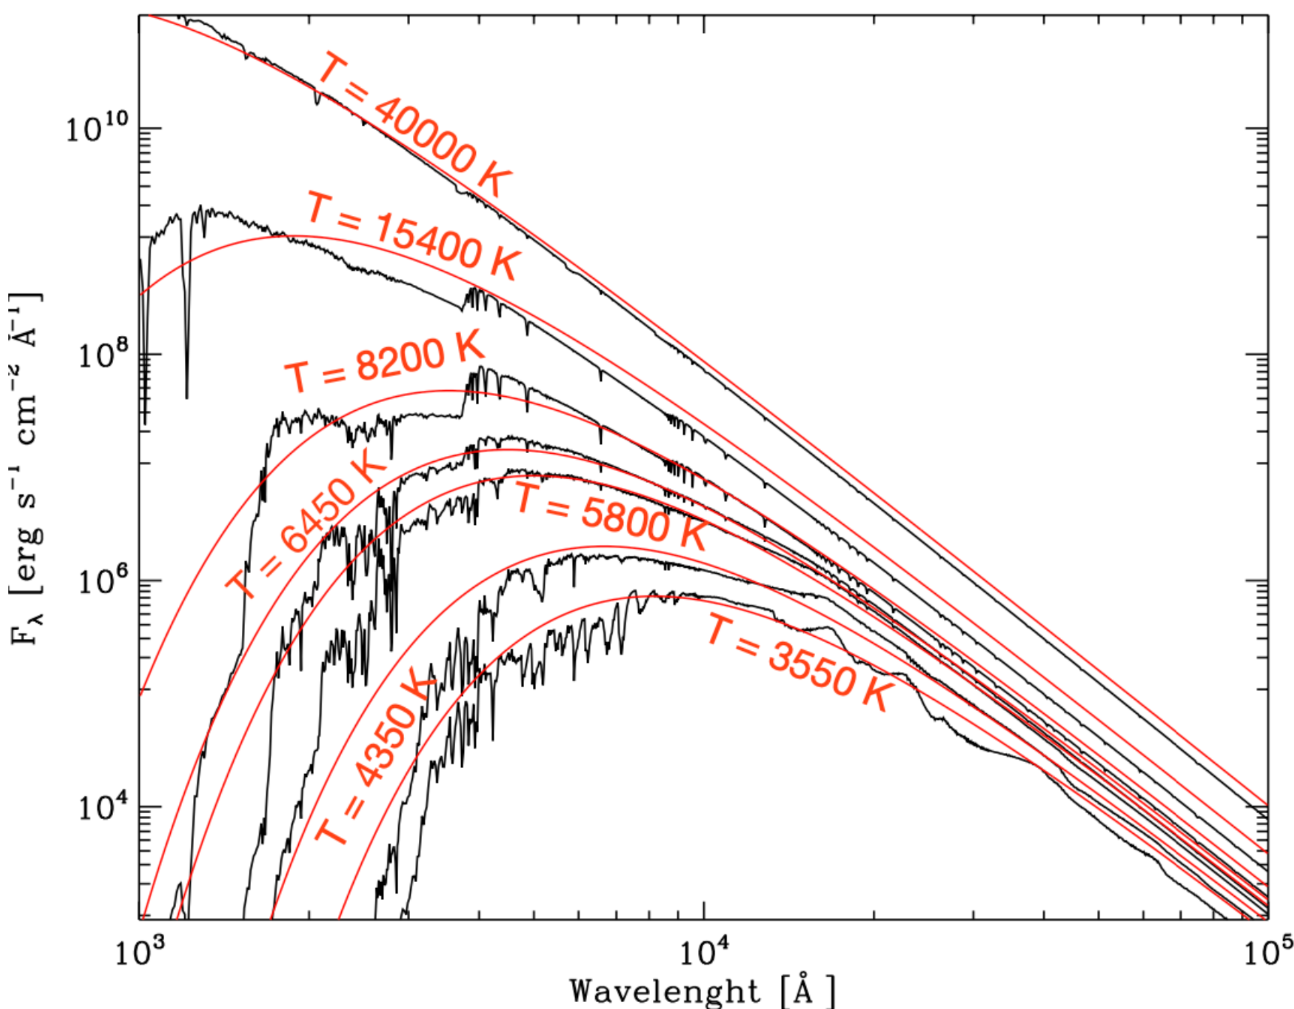 T = 40000 K
10¹⁰
T = 15400 K
T = 8200 K
10⁸
T = 6450 K
T = 5800 K
10⁶
T = 3550 K
T = 4350 K
10⁴
F_λ [erg s⁻¹ cm⁻² Å⁻¹]
10³ 10⁴ 10⁵
Wavelenght [Å ]